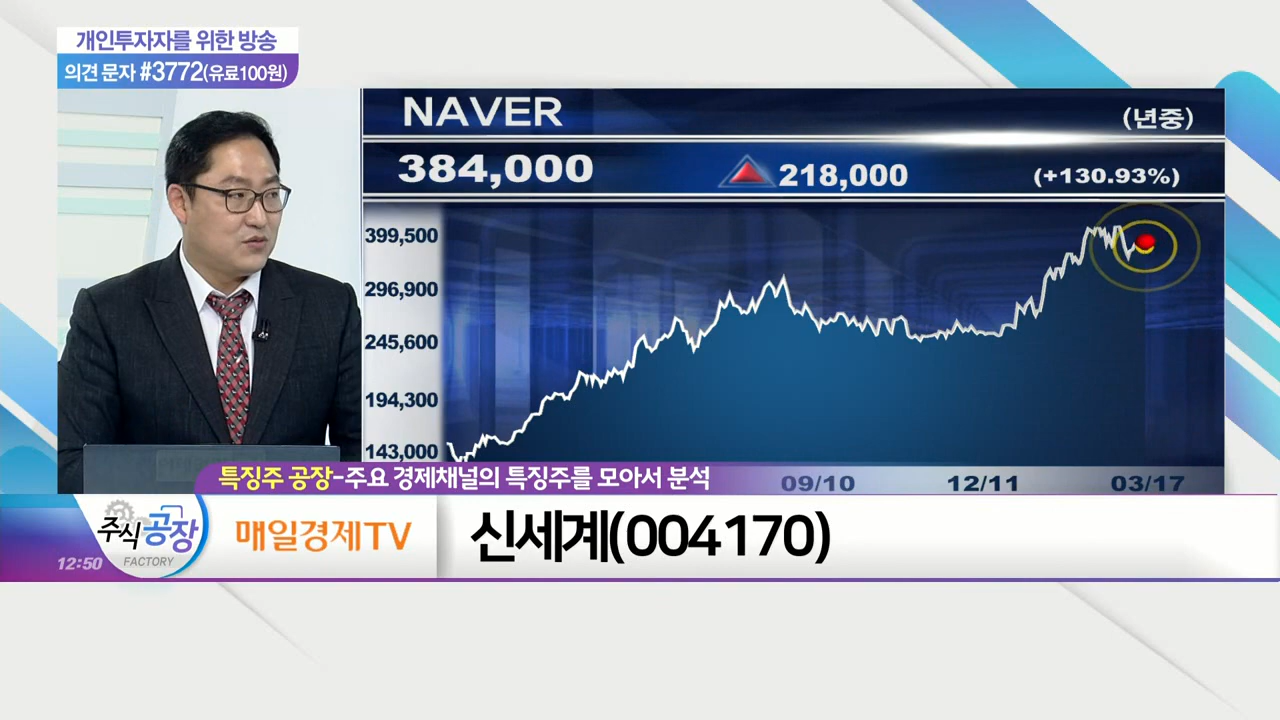 개인투자자를 위한 방송
의견 문자 #3772(유료100원)
NAVER
(년중)
384,000
218,000
(+130.93%)
399,500
296,900
245,600
194,300
143,000
09/10
12/11
03/17
특징주 공장-주요 경제채널의 특징주를 모아서 분석
주식공장
FACTORY
12:50
매일경제TV
신세계(004170)